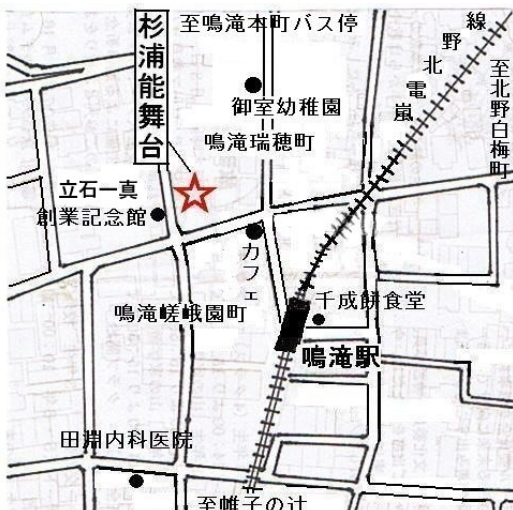 至鳴滝本町バス停
杉浦能舞台
御室幼稚園
鳴滝瑞穂町
嵐電北野線
至北野白梅町
立石一真
創業記念館
カフェ
鳴滝嵯峨園町
千成餅食堂
鳴滝駅
田淵内科医院
至帷子の辻